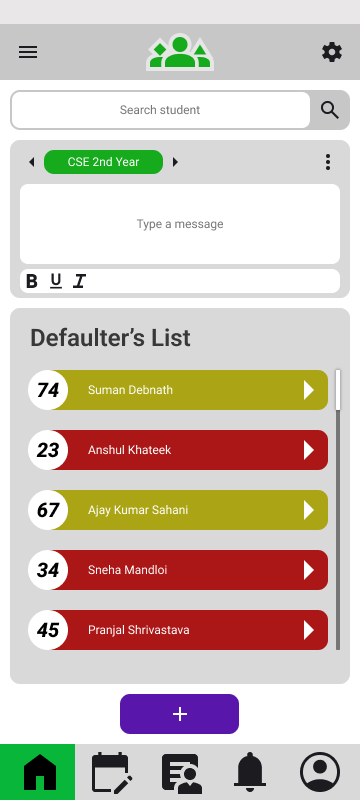 Search student
CSE 2nd Year
Type a message
B U I
Defaulter’s List
74 Suman Debnath
23 Anshul Khateek
67 Ajay Kumar Sahani
34 Sneha Mandloi
45 Pranjal Shrivastava